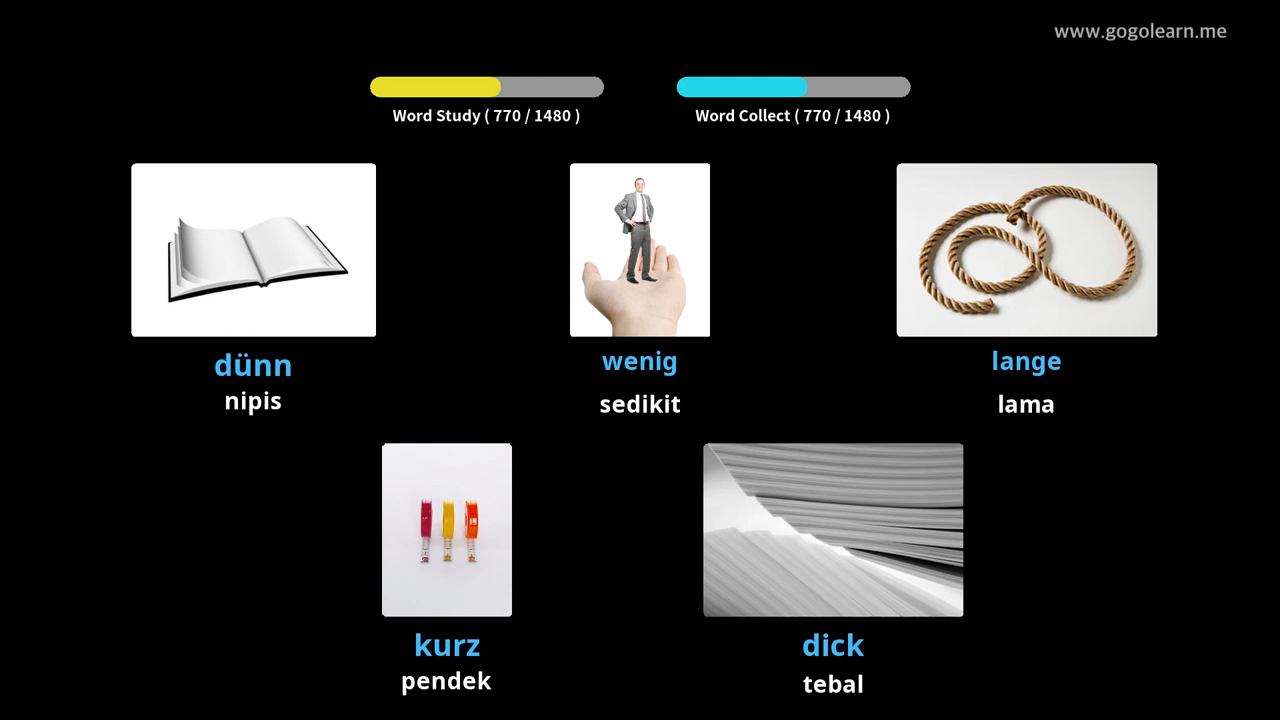 www.gogolearn.me
Word Study ( 770 / 1480 )
Word Collect ( 770 / 1480 )
dünn
nipis
wenig
sedikit
lange
lama
kurz
pendek
dick
tebal